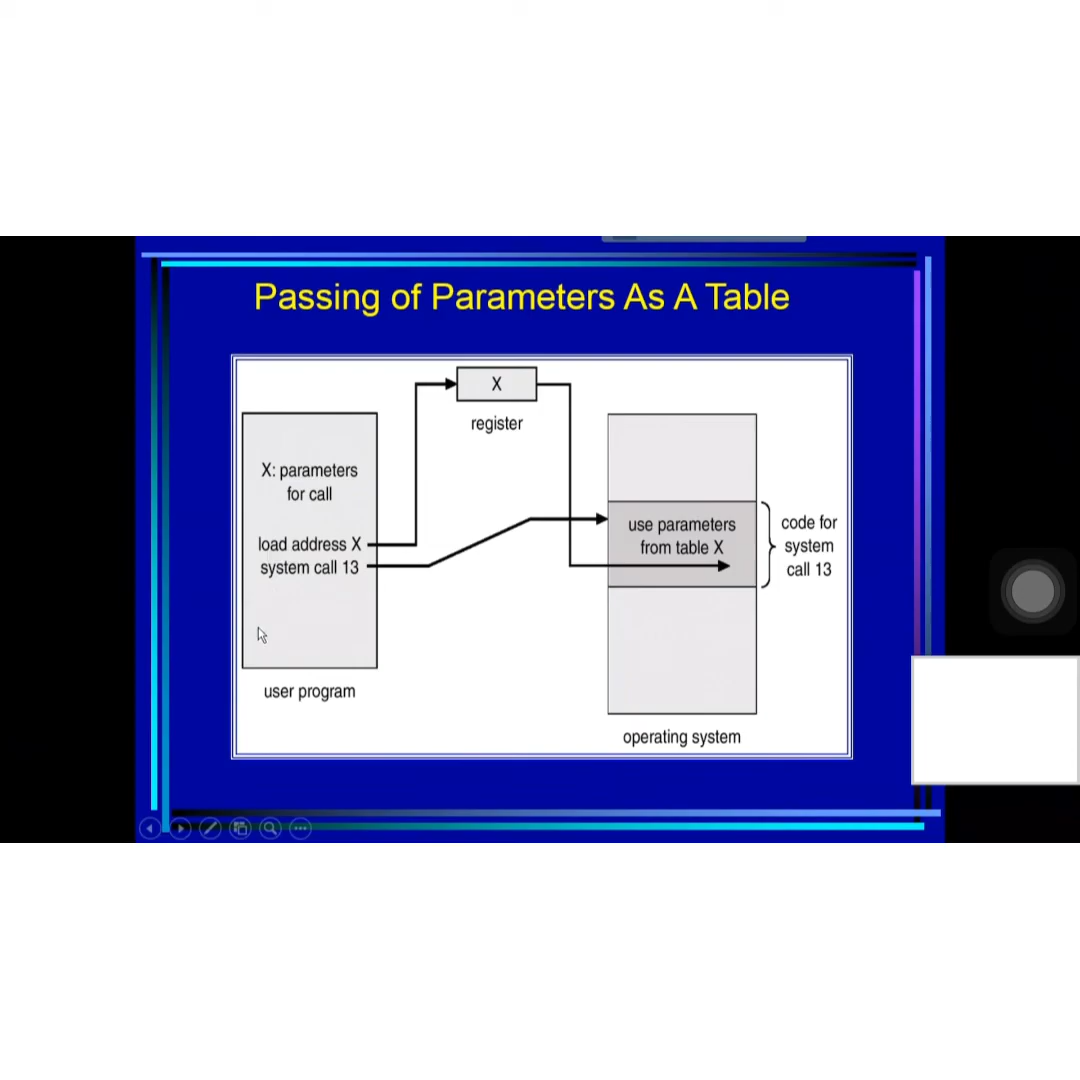 Passing of Parameters As A Table
X
register
X: parameters
for call
load address X
system call 13
user program
use parameters
from table X
code for
system
call 13
operating system